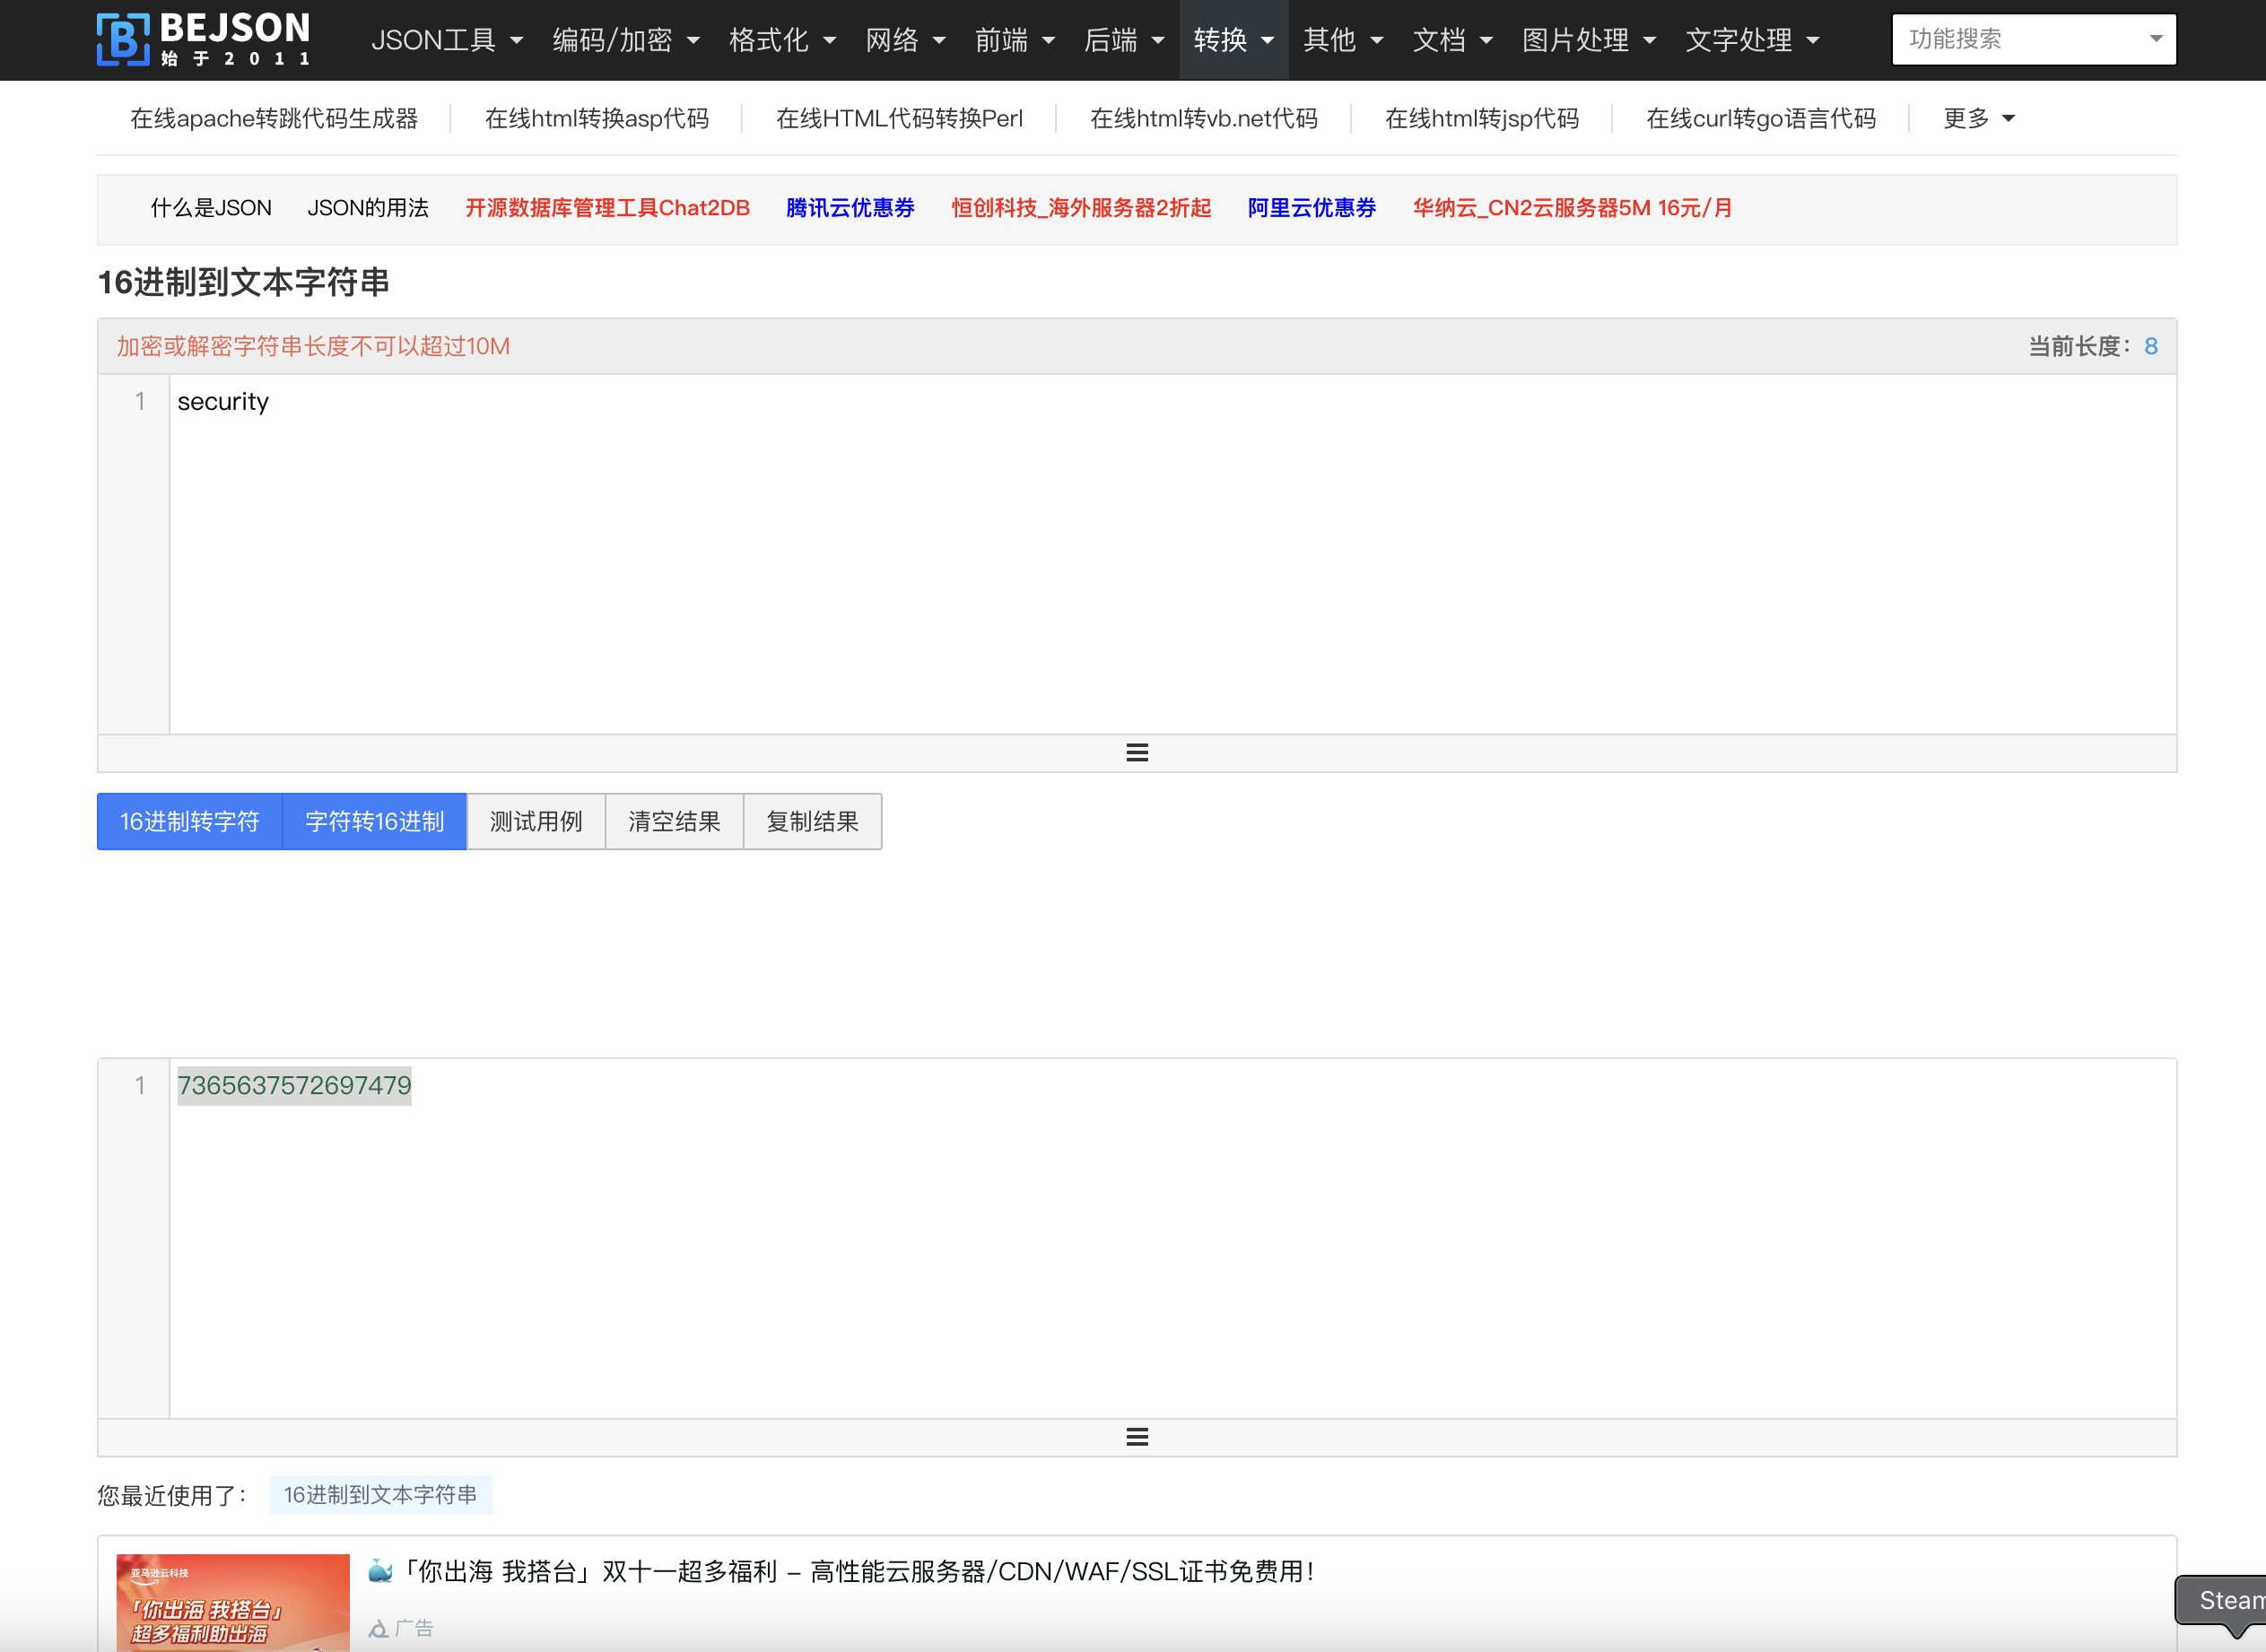 BEJSON
始于2011
JSON工具 编码/加密 格式化 网络 前端 后端 转换 其他 文档 图片处理 文字处理 功能搜索
在线apache转跳代码生成器 在线html转换asp代码 在线HTML代码转换Perl 在线html转vb.net代码 在线html转jsp代码 在线curl转go语言代码 更多
什么是JSON JSON的用法 开源数据库管理工具Chat2DB 腾讯云优惠券 恒创科技_海外服务器2折起 阿里云优惠券 华纳云_CN2云服务器5M 16元/月
16进制到文本字符串
加密或解密字符串长度不可以超过10M 当前长度：8
1 security
16进制转字符 字符转16进制 测试用例 清空结果 复制结果
1 7365637572697479
您最近使用了： 16进制到文本字符串
亚马逊云科技
「你出海 我搭台」
超多福利助出海
「你出海 我搭台」双十一超多福利 – 高性能云服务器/CDN/WAF/SSL证书免费用！
广告
Steam